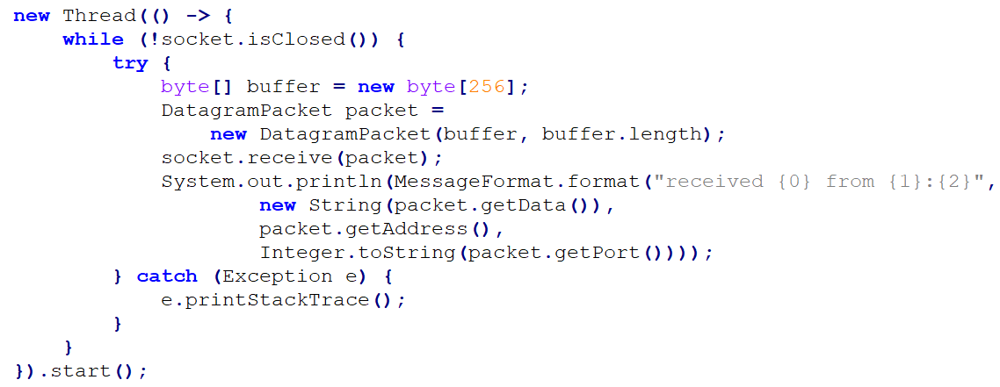 new Thread(() -> {
    while (!socket.isClosed()) {
        try {
            byte[] buffer = new byte[256];
            DatagramPacket packet =
                new DatagramPacket(buffer, buffer.length);
            socket.receive(packet);
            System.out.println(MessageFormat.format("received {0} from {1}:{2}",
                    new String(packet.getData()),
                    packet.getAddress(),
                    Integer.toString(packet.getPort())));
        } catch (Exception e) {
            e.printStackTrace();
        }
    }
}).start();